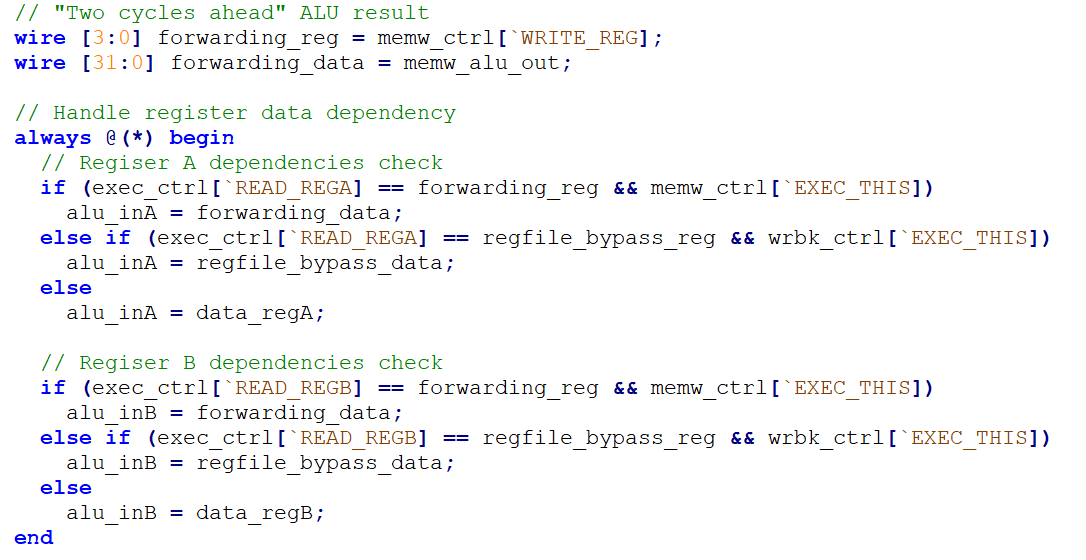 // "Two cycles ahead" ALU result
wire [3:0] forwarding_reg = memw_ctrl[`WRITE_REG];
wire [31:0] forwarding_data = memw_alu_out;

// Handle register data dependency
always @(*) begin
  // Regiser A dependencies check
  if (exec_ctrl[`READ_REGA] == forwarding_reg && memw_ctrl[`EXEC_THIS])
    alu_inA = forwarding_data;
  else if (exec_ctrl[`READ_REGA] == regfile_bypass_reg && wrbk_ctrl[`EXEC_THIS])
    alu_inA = regfile_bypass_data;
  else
    alu_inA = data_regA;

  // Regiser B dependencies check
  if (exec_ctrl[`READ_REGB] == forwarding_reg && memw_ctrl[`EXEC_THIS])
    alu_inB = forwarding_data;
  else if (exec_ctrl[`READ_REGB] == regfile_bypass_reg && wrbk_ctrl[`EXEC_THIS])
    alu_inB = regfile_bypass_data;
  else
    alu_inB = data_regB;
end